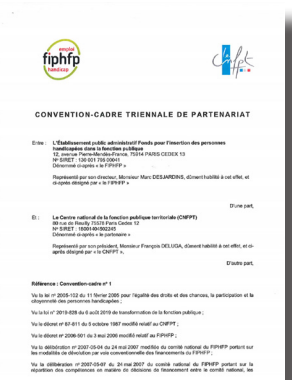 emploi
fiphfp
handicap
cnfpt
CONVENTION-CADRE TRIENNALE DE PARTENARIAT
Entre : L'Établissement public administratif Fonds pour l'insertion des personnes
handicapées dans la fonction publique
12, avenue Pierre-Mendès-France, 75914 PARIS CEDEX 13
N° SIRET : 130 001 795 00041
Dénommé ci-après « le FIPHFP »
Représenté par son directeur, Monsieur Marc DESJARDINS, dûment habilité à cet effet, et
ci-après désigné par « le FIPHFP »
D'une part,
Et : Le Centre national de la fonction publique territoriale (CNFPT)
80 rue de Reuilly 75578 Paris Cedex 12
N° SIRET : 18001401502245
Dénommé ci-après « le partenaire »
Représenté par son président, Monsieur François DELUGA, dûment habilité à cet effet, et ci-
après désigné par « le CNFPT »,
D'autre part,
Référence : Convention-cadre n° 1
Vu la loi n° 2005-102 du 11 février 2005 pour l'égalité des droits et des chances, la participation et la
citoyenneté des personnes handicapées ;
Vu la loi n° 2019-828 du 6 août 2019 de transformation de la fonction publique ;
Vu le décret n° 87-811 du 5 octobre 1987 modifié relatif au CNFPT ;
Vu le décret n° 2006-501 du 3 mai 2006 modifié relatif au FIPHFP ;
Vu la délibération n° 2007-05-04 du 24 mai 2007 modifiée du comité national du FIPHFP portant sur
les modalités de dévolution par voie conventionnelle des financements du FIPHFP ;
Vu la délibération n° 2007-05-07 du 24 mai 2007 du comité national du FIPHFP portant sur la
répartition des compétences en matière de décisions de financement entre le comité national, les